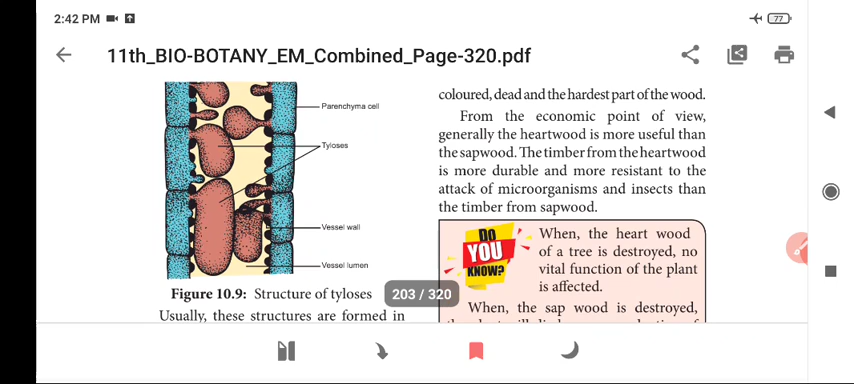 2:42 PM
77
11th_BIO-BOTANY_EM_Combined_Page-320.pdf
Parenchyma cell
Tyloses
Vessel wall
Vessel lumen
Figure 10.9: Structure of tyloses
Usually, these structures are formed in
203 / 320
coloured, dead and the hardest part of the wood.
From the economic point of view,
generally the heartwood is more useful than
the sapwood. The timber from the heartwood
is more durable and more resistant to the
attack of microorganisms and insects than
the timber from sapwood.
DO
YOU
KNOW?
When, the heart wood
of a tree is destroyed, no
vital function of the plant
is affected.
When, the sap wood is destroyed,